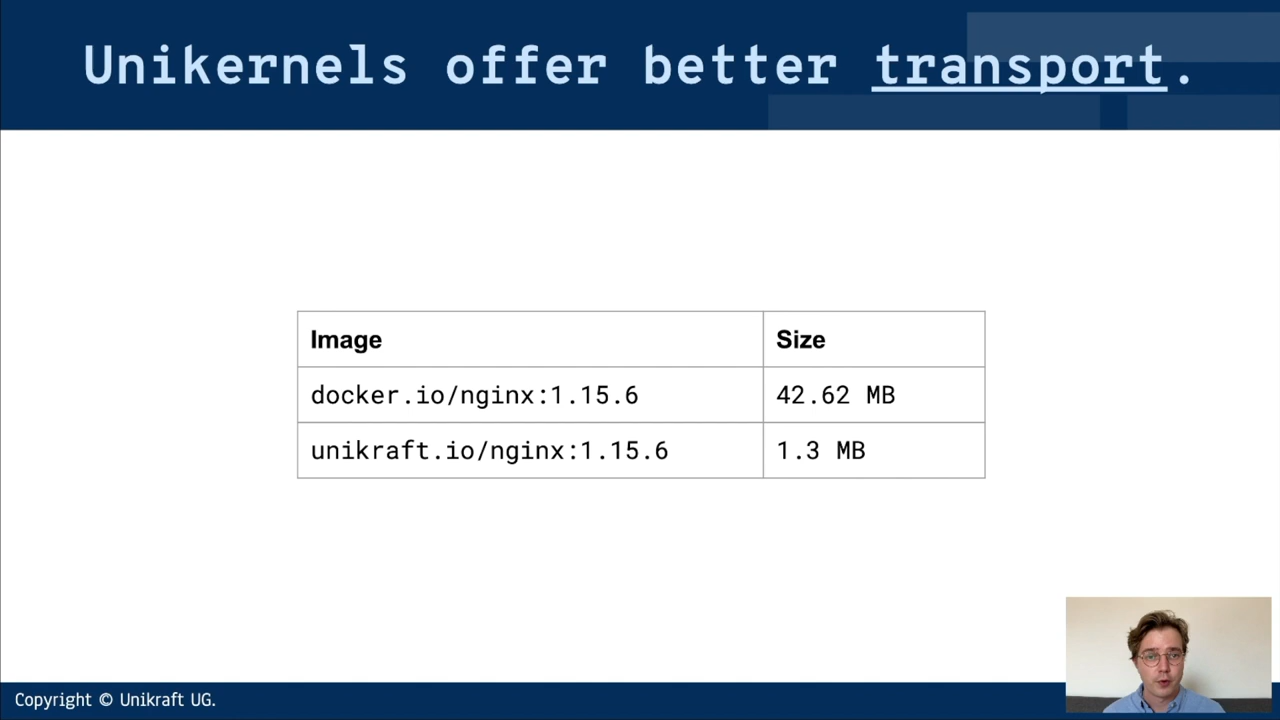 Unikernels offer better transport.
Image Size
docker.io/nginx:1.15.6 42.62 MB
unikraft.io/nginx:1.15.6 1.3 MB
Copyright © Unikraft UG.